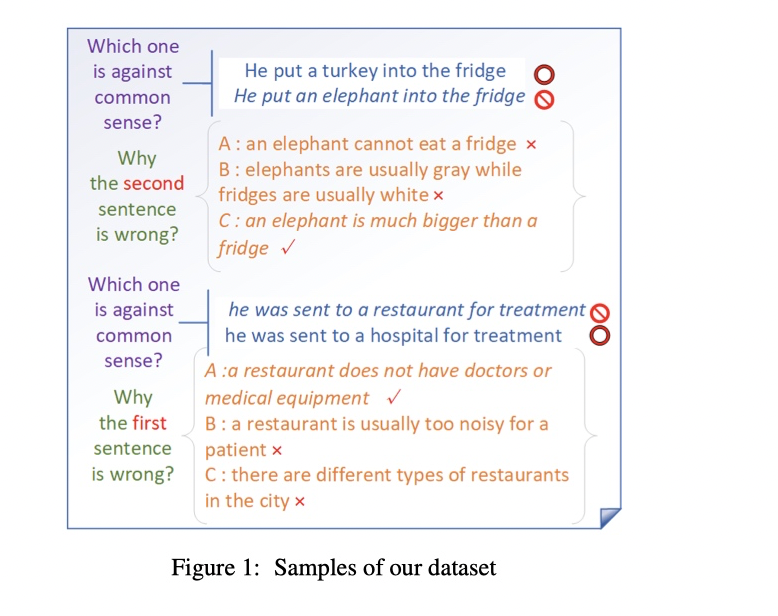 Which one
is against
common
sense?
He put a turkey into the fridge
He put an elephant into the fridge
Why
the second
sentence
is wrong?
A : an elephant cannot eat a fridge ×
B : elephants are usually gray while
fridges are usually white ×
C : an elephant is much bigger than a
fridge ✓
Which one
is against
common
sense?
he was sent to a restaurant for treatment
he was sent to a hospital for treatment
Why
the first
sentence
is wrong?
A :a restaurant does not have doctors or
medical equipment ✓
B : a restaurant is usually too noisy for a
patient ×
C : there are different types of restaurants
in the city ×
Figure 1: Samples of our dataset